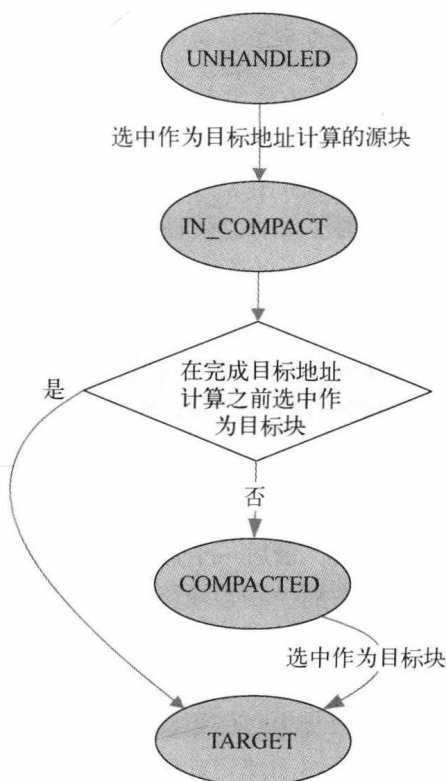 UNHANDLED
选中作为目标地址计算的源块
IN_COMPACT
在完成目标地址
计算之前选中作
为目标块
是
否
COMPACTED
选中作为目标块
TARGET